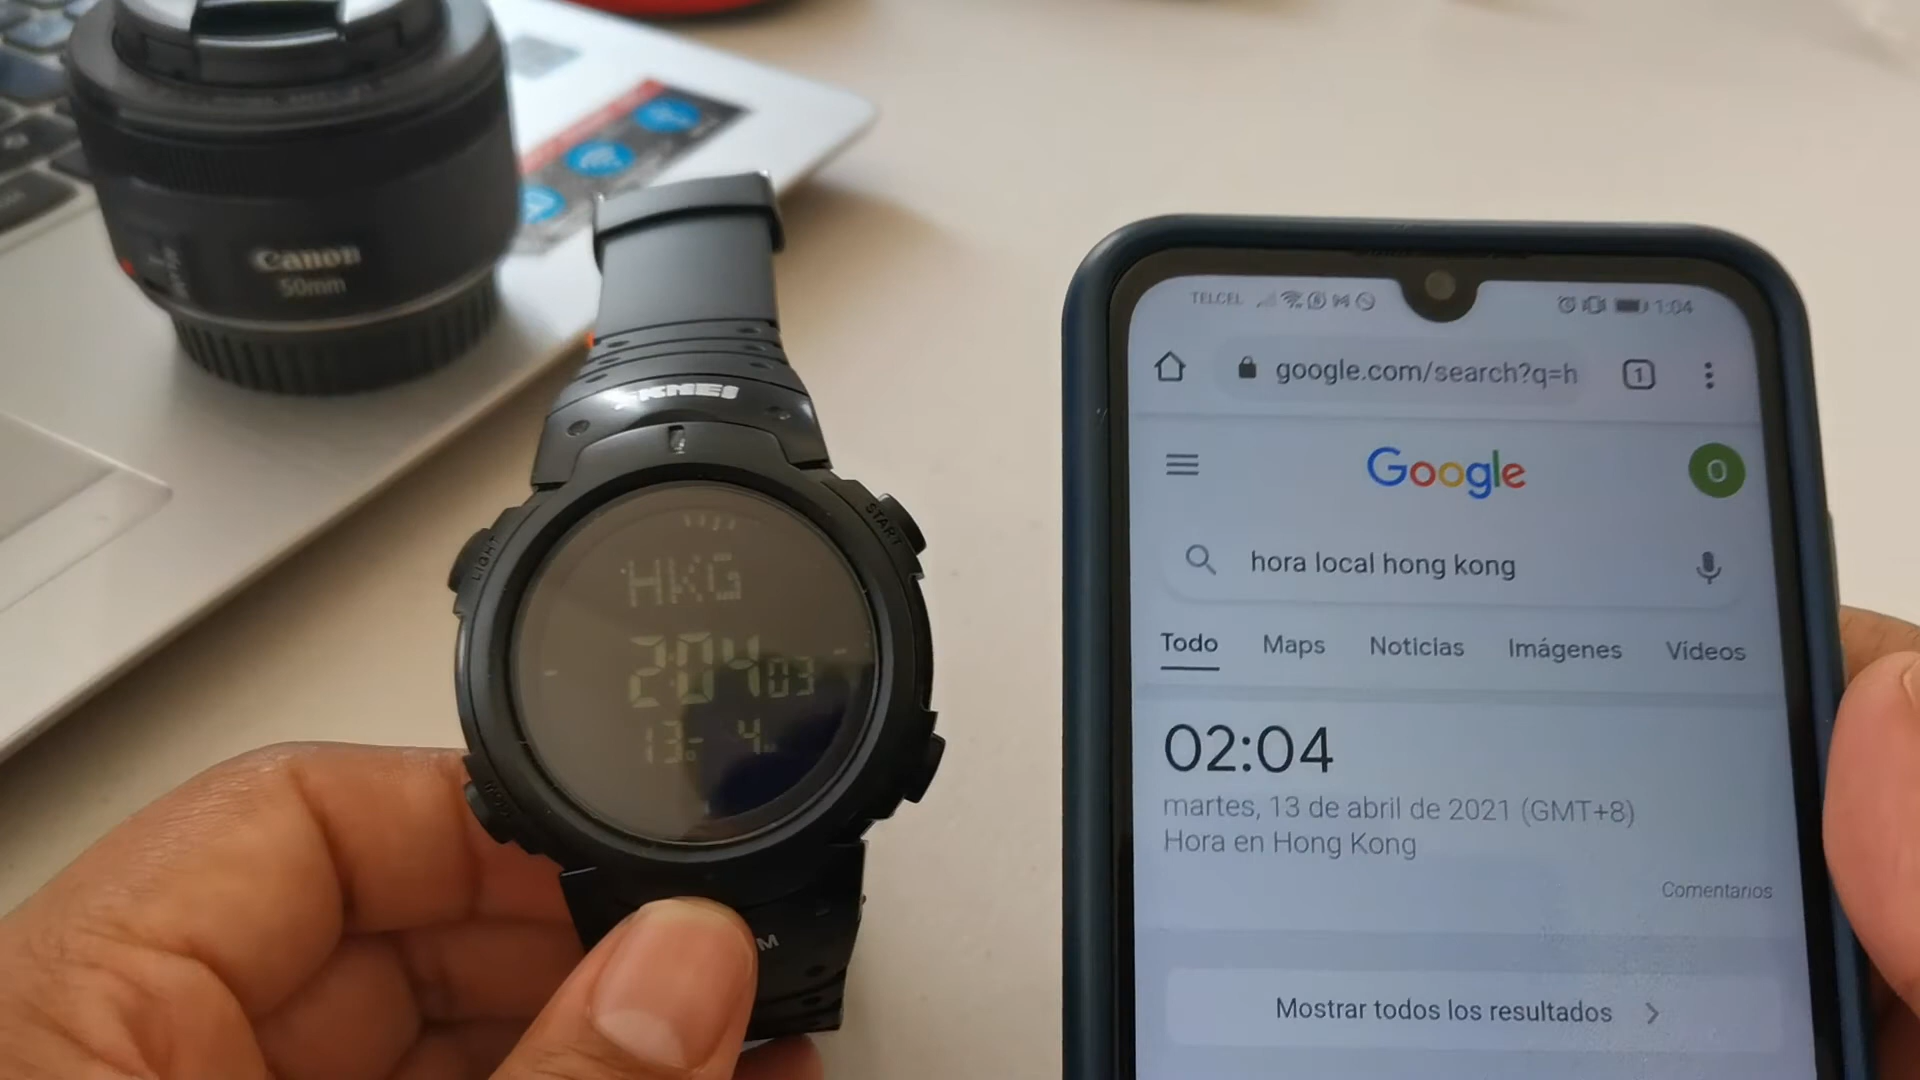 Canon
50mm
SKMEI
LIGHT
START
HKG
2:04 03
13 4
TELCEL
1:04
google.com/search?q=h
1
Google
O
hora local hong kong
Todo
Maps
Noticias
Imágenes
Vídeos
02:04
martes, 13 de abril de 2021 (GMT+8)
Hora en Hong Kong
Comentarios
Mostrar todos los resultados